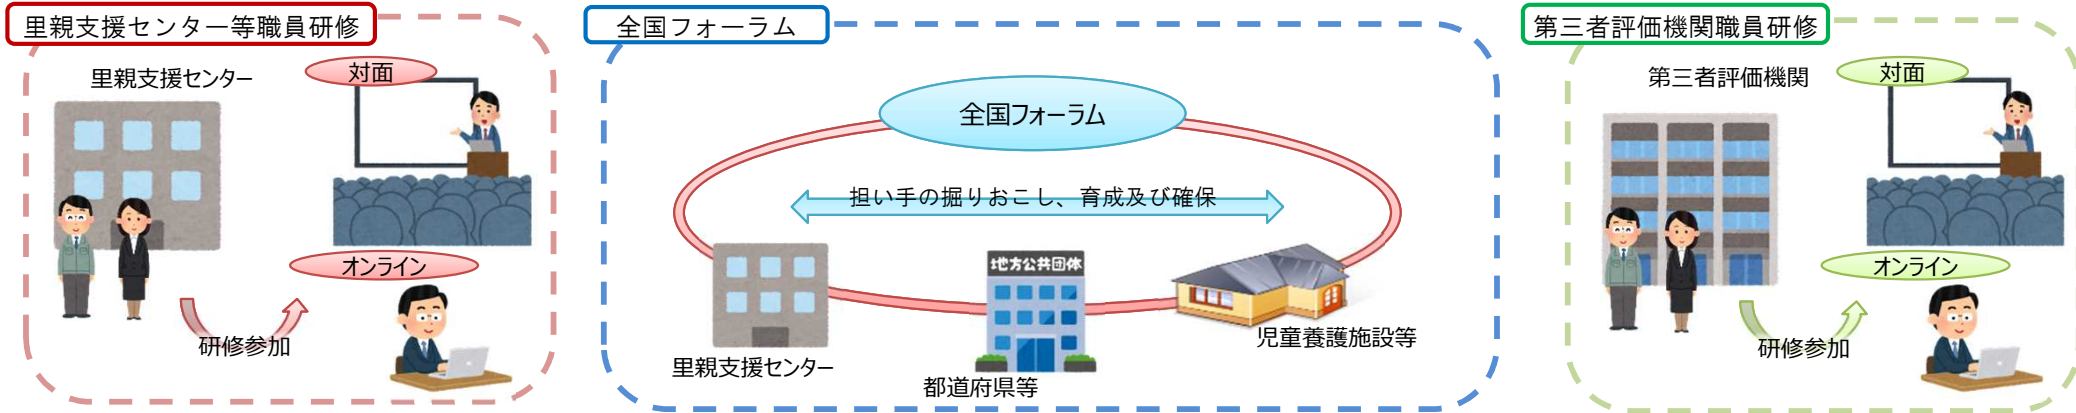 里親支援センター等職員研修
里親支援センター
対面
オンライン
研修参加
全国フォーラム
全国フォーラム
担い手の掘りおこし、育成及び確保
里親支援センター
地方公共団体
都道府県等
児童養護施設等
第三者評価機関職員研修
第三者評価機関
対面
オンライン
研修参加